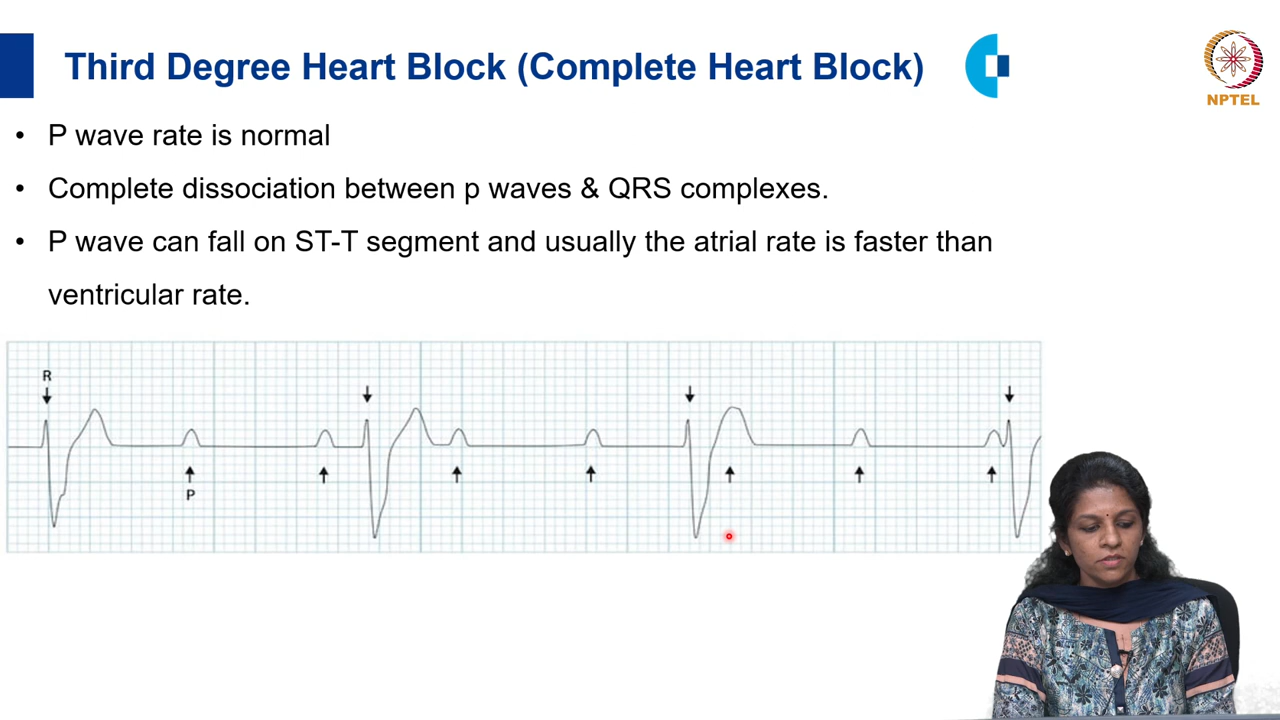 Third Degree Heart Block (Complete Heart Block)
NPTEL
• P wave rate is normal
• Complete dissociation between p waves & QRS complexes.
• P wave can fall on ST-T segment and usually the atrial rate is faster than
ventricular rate.
R
P